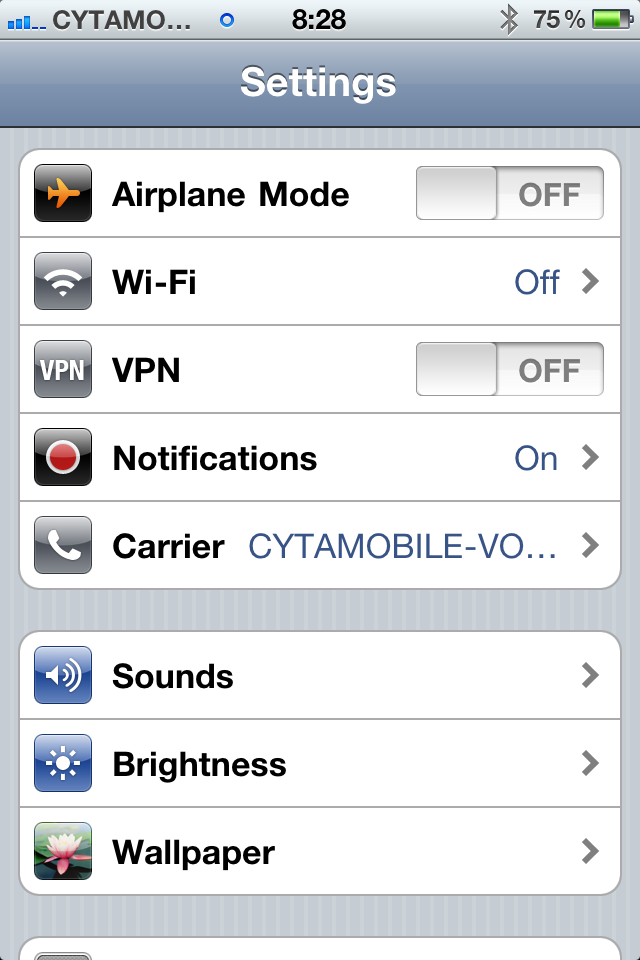 CYTAMO... 8:28 75%
Settings
Airplane Mode OFF
Wi-Fi Off
VPN VPN OFF
Notifications On
Carrier CYTAMOBILE-VO...
Sounds
Brightness
Wallpaper